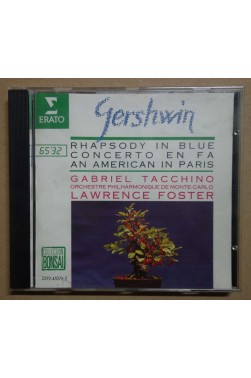 Gershwin
ERATO
6532
RHAPSODY IN BLUE
CONCERTO EN FA
AN AMERICAN IN PARIS
GABRIEL TACCHINO
ORCHESTRE PHILHARMONIQUE DE MONTE-CARLO
LAWRENCE FOSTER
BONSAI